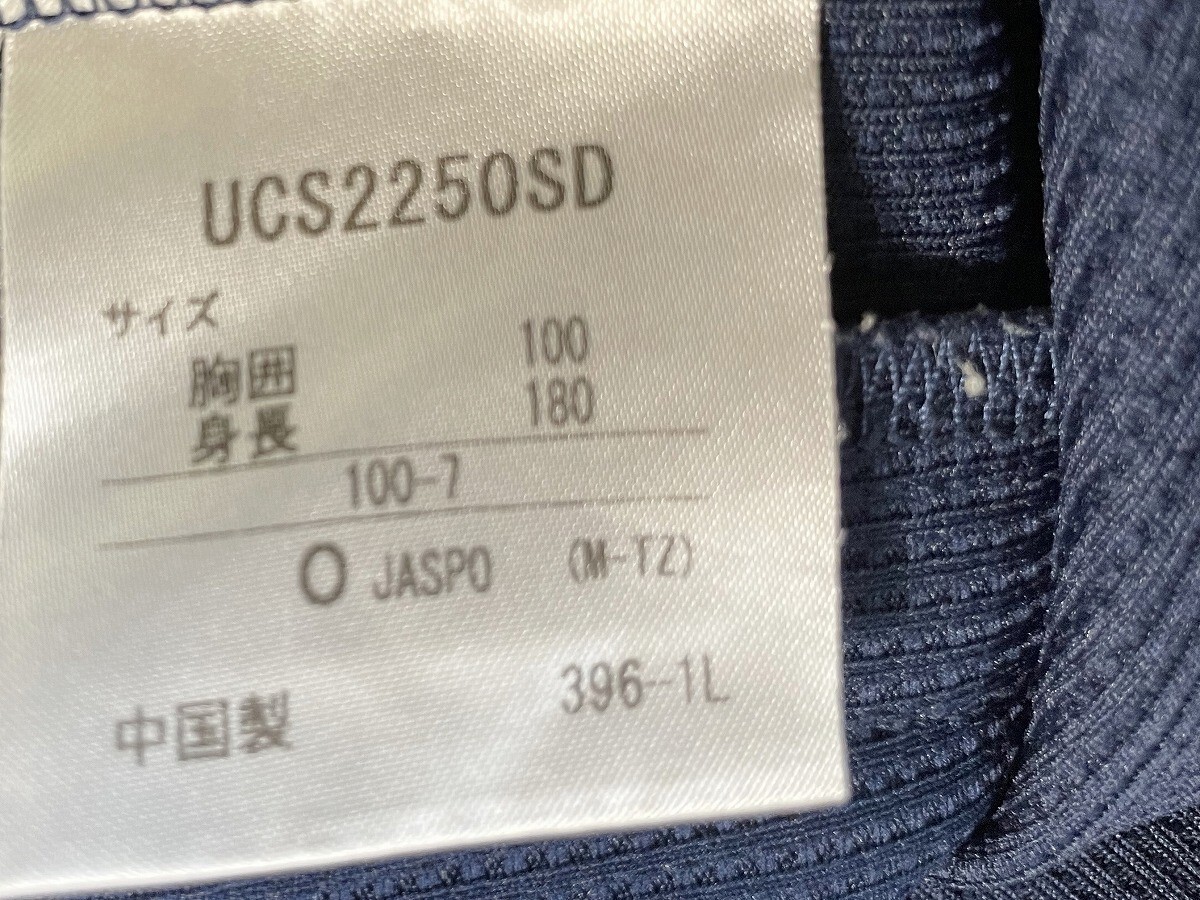 UCS2250SD
サイズ
胸囲 100
身長 180
100-7
O JASPO (M-TZ)
中国製 396-1L